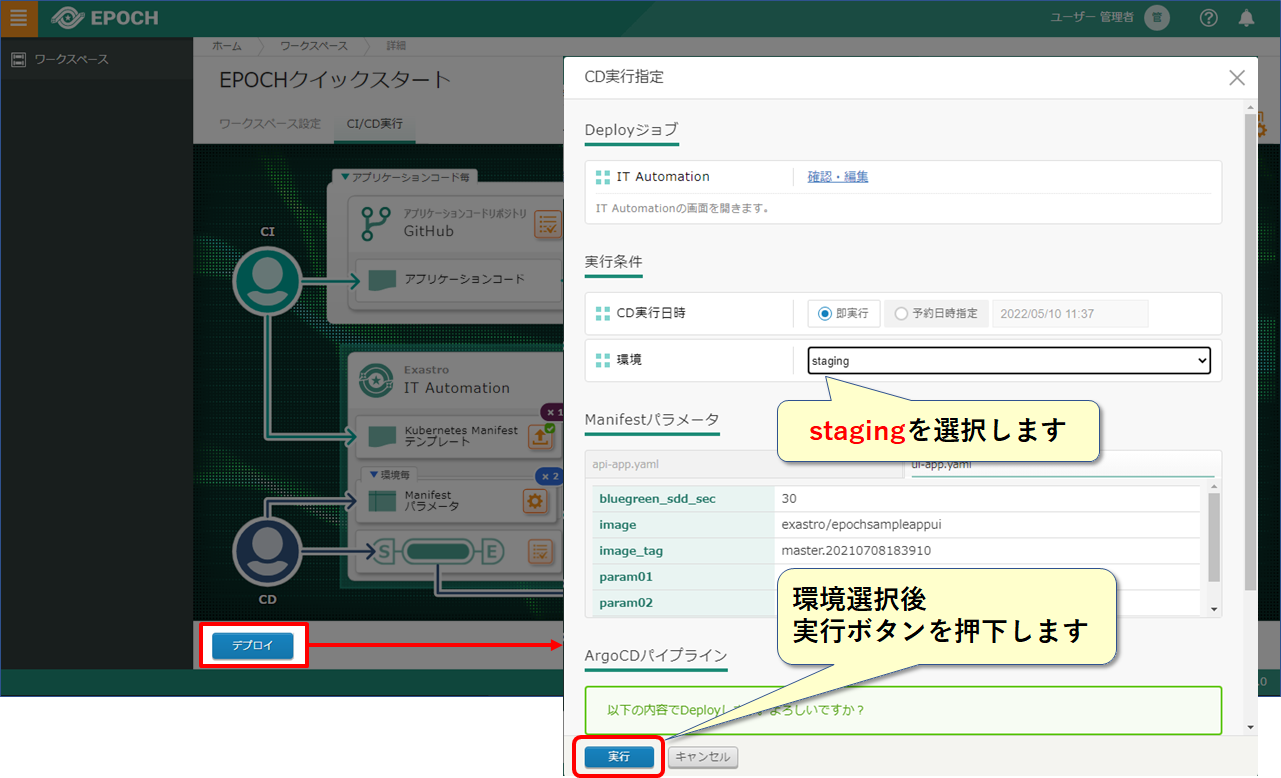 EPOCH
ユーザー 管理者
管
?
ワークスペース
ホーム
ワークスペース
詳細
EPOCHクイックスタート
ワークスペース設定
CI/CD実行
▼アプリケーションコード毎
アプリケーションコードリポジトリ
GitHub
CI
アプリケーションコード
Exastro
IT Automation
× 1
Kubernetes Manifest
テンプレート
▼環境毎
× 2
Manifest
パラメータ
S
E
CD
デプロイ
CD実行指定
Deployジョブ
IT Automation
確認・編集
IT Automationの画面を開きます。
実行条件
CD実行日時
即実行
予約日時指定
2022/05/10 11:37
環境
staging
stagingを選択します
Manifestパラメータ
api-app.yaml
ui-app.yaml
bluegreen_sdd_sec
30
image
exastro/epochsampleappui
image_tag
master.20210708183910
param01
param02
環境選択後
実行ボタンを押下します
ArgoCDパイプライン
以下の内容でDeployし よろしいですか？
実行
キャンセル
.0